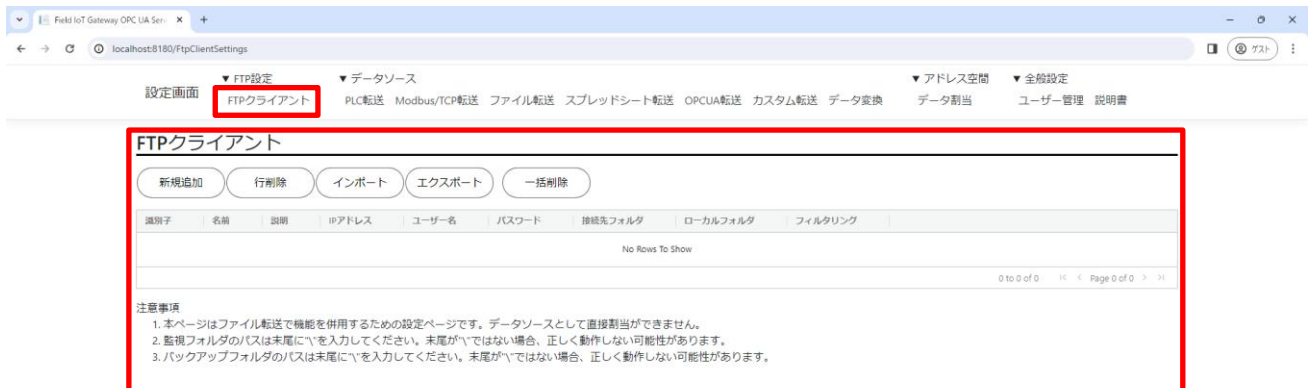 Field IoT Gateway OPC UA Ser
localhost:8180/FtpClientSettings
ゲスト
設定画面
▼ FTP設定
▼ データソース
▼ アドレス空間
▼ 全般設定
FTPクライアント
PLC転送 Modbus/TCP転送 ファイル転送 スプレッドシート転送 OPCUA転送 カスタム転送 データ変換
データ割当
ユーザー管理 説明書
FTPクライアント
新規追加 行削除 インポート エクスポート 一括削除
識別子 名前 説明 IPアドレス ユーザー名 パスワード 接続先フォルダ ローカルフォルダ フィルタリング
No Rows To Show
0 to 0 of 0 Page 0 of 0
注意事項
1. 本ページはファイル転送で機能を併用するための設定ページです。データソースとして直接割当ができません。
2. 監視フォルダのパスは末尾に"\"を入力してください。末尾が"\"ではない場合、正しく動作しない可能性があります。
3. バックアップフォルダのパスは末尾に"\"を入力してください。末尾が"\"ではない場合、正しく動作しない可能性があります。